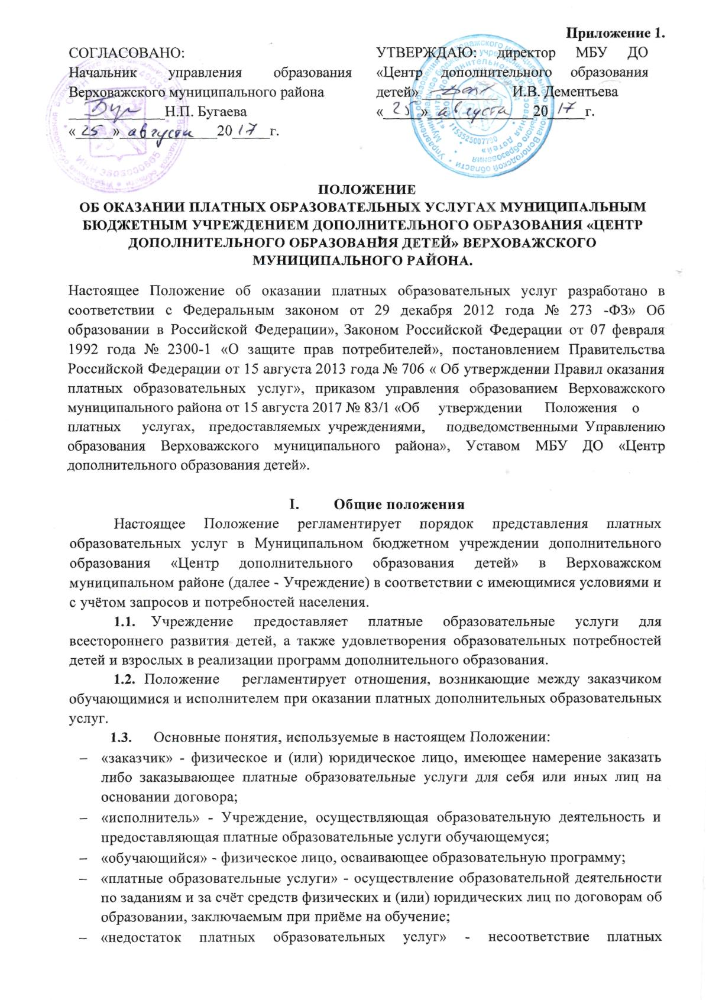 Приложение 1.
СОГЛАСОВАНО:
Начальник управления образования
Верховажского муниципального района
____________Н.П. Бугаева
«25» августа 2017 г.
УТВЕРЖДАЮ: директор МБУ ДО
«Центр дополнительного образования
детей» __________ И.В. Дементьева
«25» августа 2017 г.
ПОЛОЖЕНИЕ
ОБ ОКАЗАНИИ ПЛАТНЫХ ОБРАЗОВАТЕЛЬНЫХ УСЛУГАХ МУНИЦИПАЛЬНЫМ
БЮДЖЕТНЫМ УЧРЕЖДЕНИЕМ ДОПОЛНИТЕЛЬНОГО ОБРАЗОВАНИЯ «ЦЕНТР
ДОПОЛНИТЕЛЬНОГО ОБРАЗОВАНИЯ ДЕТЕЙ» ВЕРХОВАЖСКОГО
МУНИЦИПАЛЬНОГО РАЙОНА.
Настоящее Положение об оказании платных образовательных услуг разработано в
соответствии с Федеральным законом от 29 декабря 2012 года № 273 -ФЗ» Об
образовании в Российской Федерации», Законом Российской Федерации от 07 февраля
1992 года № 2300-1 «О защите прав потребителей», постановлением Правительства
Российской Федерации от 15 августа 2013 года № 706 « Об утверждении Правил оказания
платных образовательных услуг», приказом управления образованием Верховажского
муниципального района от 15 августа 2017 № 83/1 «Об утверждении Положения о
платных услугах, предоставляемых учреждениями, подведомственными Управлению
образования Верховажского муниципального района», Уставом МБУ ДО «Центр
дополнительного образования детей».
I. Общие положения
Настоящее Положение регламентирует порядок представления платных
образовательных услуг в Муниципальном бюджетном учреждении дополнительного
образования «Центр дополнительного образования детей» в Верховажском
муниципальном районе (далее - Учреждение) в соответствии с имеющимися условиями и
с учётом запросов и потребностей населения.
1.1. Учреждение предоставляет платные образовательные услуги для
всестороннего развития детей, а также удовлетворения образовательных потребностей
детей и взрослых в реализации программ дополнительного образования.
1.2. Положение регламентирует отношения, возникающие между заказчиком
обучающимися и исполнителем при оказании платных дополнительных образовательных
услуг.
1.3. Основные понятия, используемые в настоящем Положении:
– «заказчик» - физическое и (или) юридическое лицо, имеющее намерение заказать
либо заказывающее платные образовательные услуги для себя или иных лиц на
основании договора;
– «исполнитель» - Учреждение, осуществляющая образовательную деятельность и
предоставляющая платные образовательные услуги обучающемуся;
– «обучающийся» - физическое лицо, осваивающее образовательную программу;
– «платные образовательные услуги» - осуществление образовательной деятельности
по заданиям и за счёт средств физических и (или) юридических лиц по договорам об
образовании, заключаемым при приёме на обучение;
– «недостаток платных образовательных услуг» - несоответствие платных